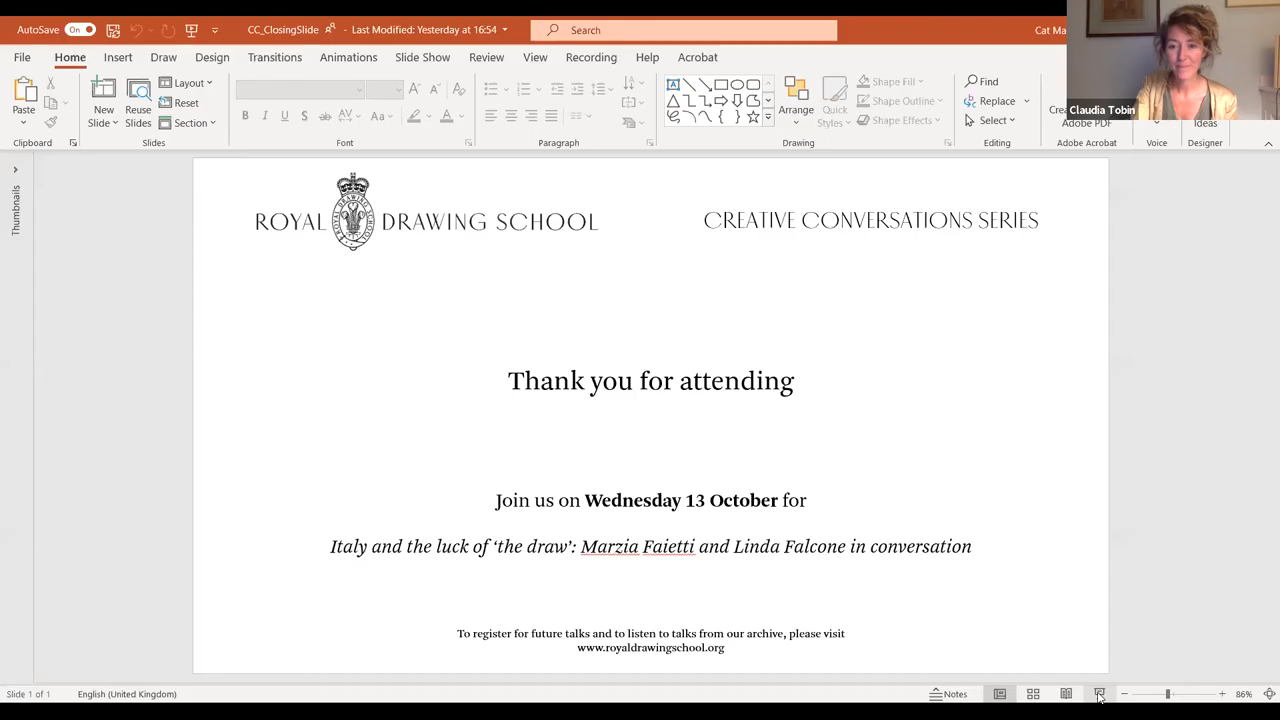 AutoSave On CC_ClosingSlide Last Modified: Yesterday at 16:54 Search Cat Ma
File Home Insert Draw Design Transitions Animations Slide Show Review View Recording Help Acrobat
Claudia Tobin
Paste New Slide Reuse Slides Layout Reset Section
Find Replace Select
Arrange Quick Styles Shape Fill Shape Outline Shape Effects
Adobe PDF Ideas
Clipboard Slides Font Paragraph Drawing Editing Adobe Acrobat Voice Designer
Thumbnails
ROYAL DRAWING SCHOOL
CREATIVE CONVERSATIONS SERIES
Thank you for attending
Join us on Wednesday 13 October for
Italy and the luck of ‘the draw’: Marzia Faietti and Linda Falcone in conversation
To register for future talks and to listen to talks from our archive, please visit
www.royaldrawingschool.org
Slide 1 of 1 English (United Kingdom) Notes 86%